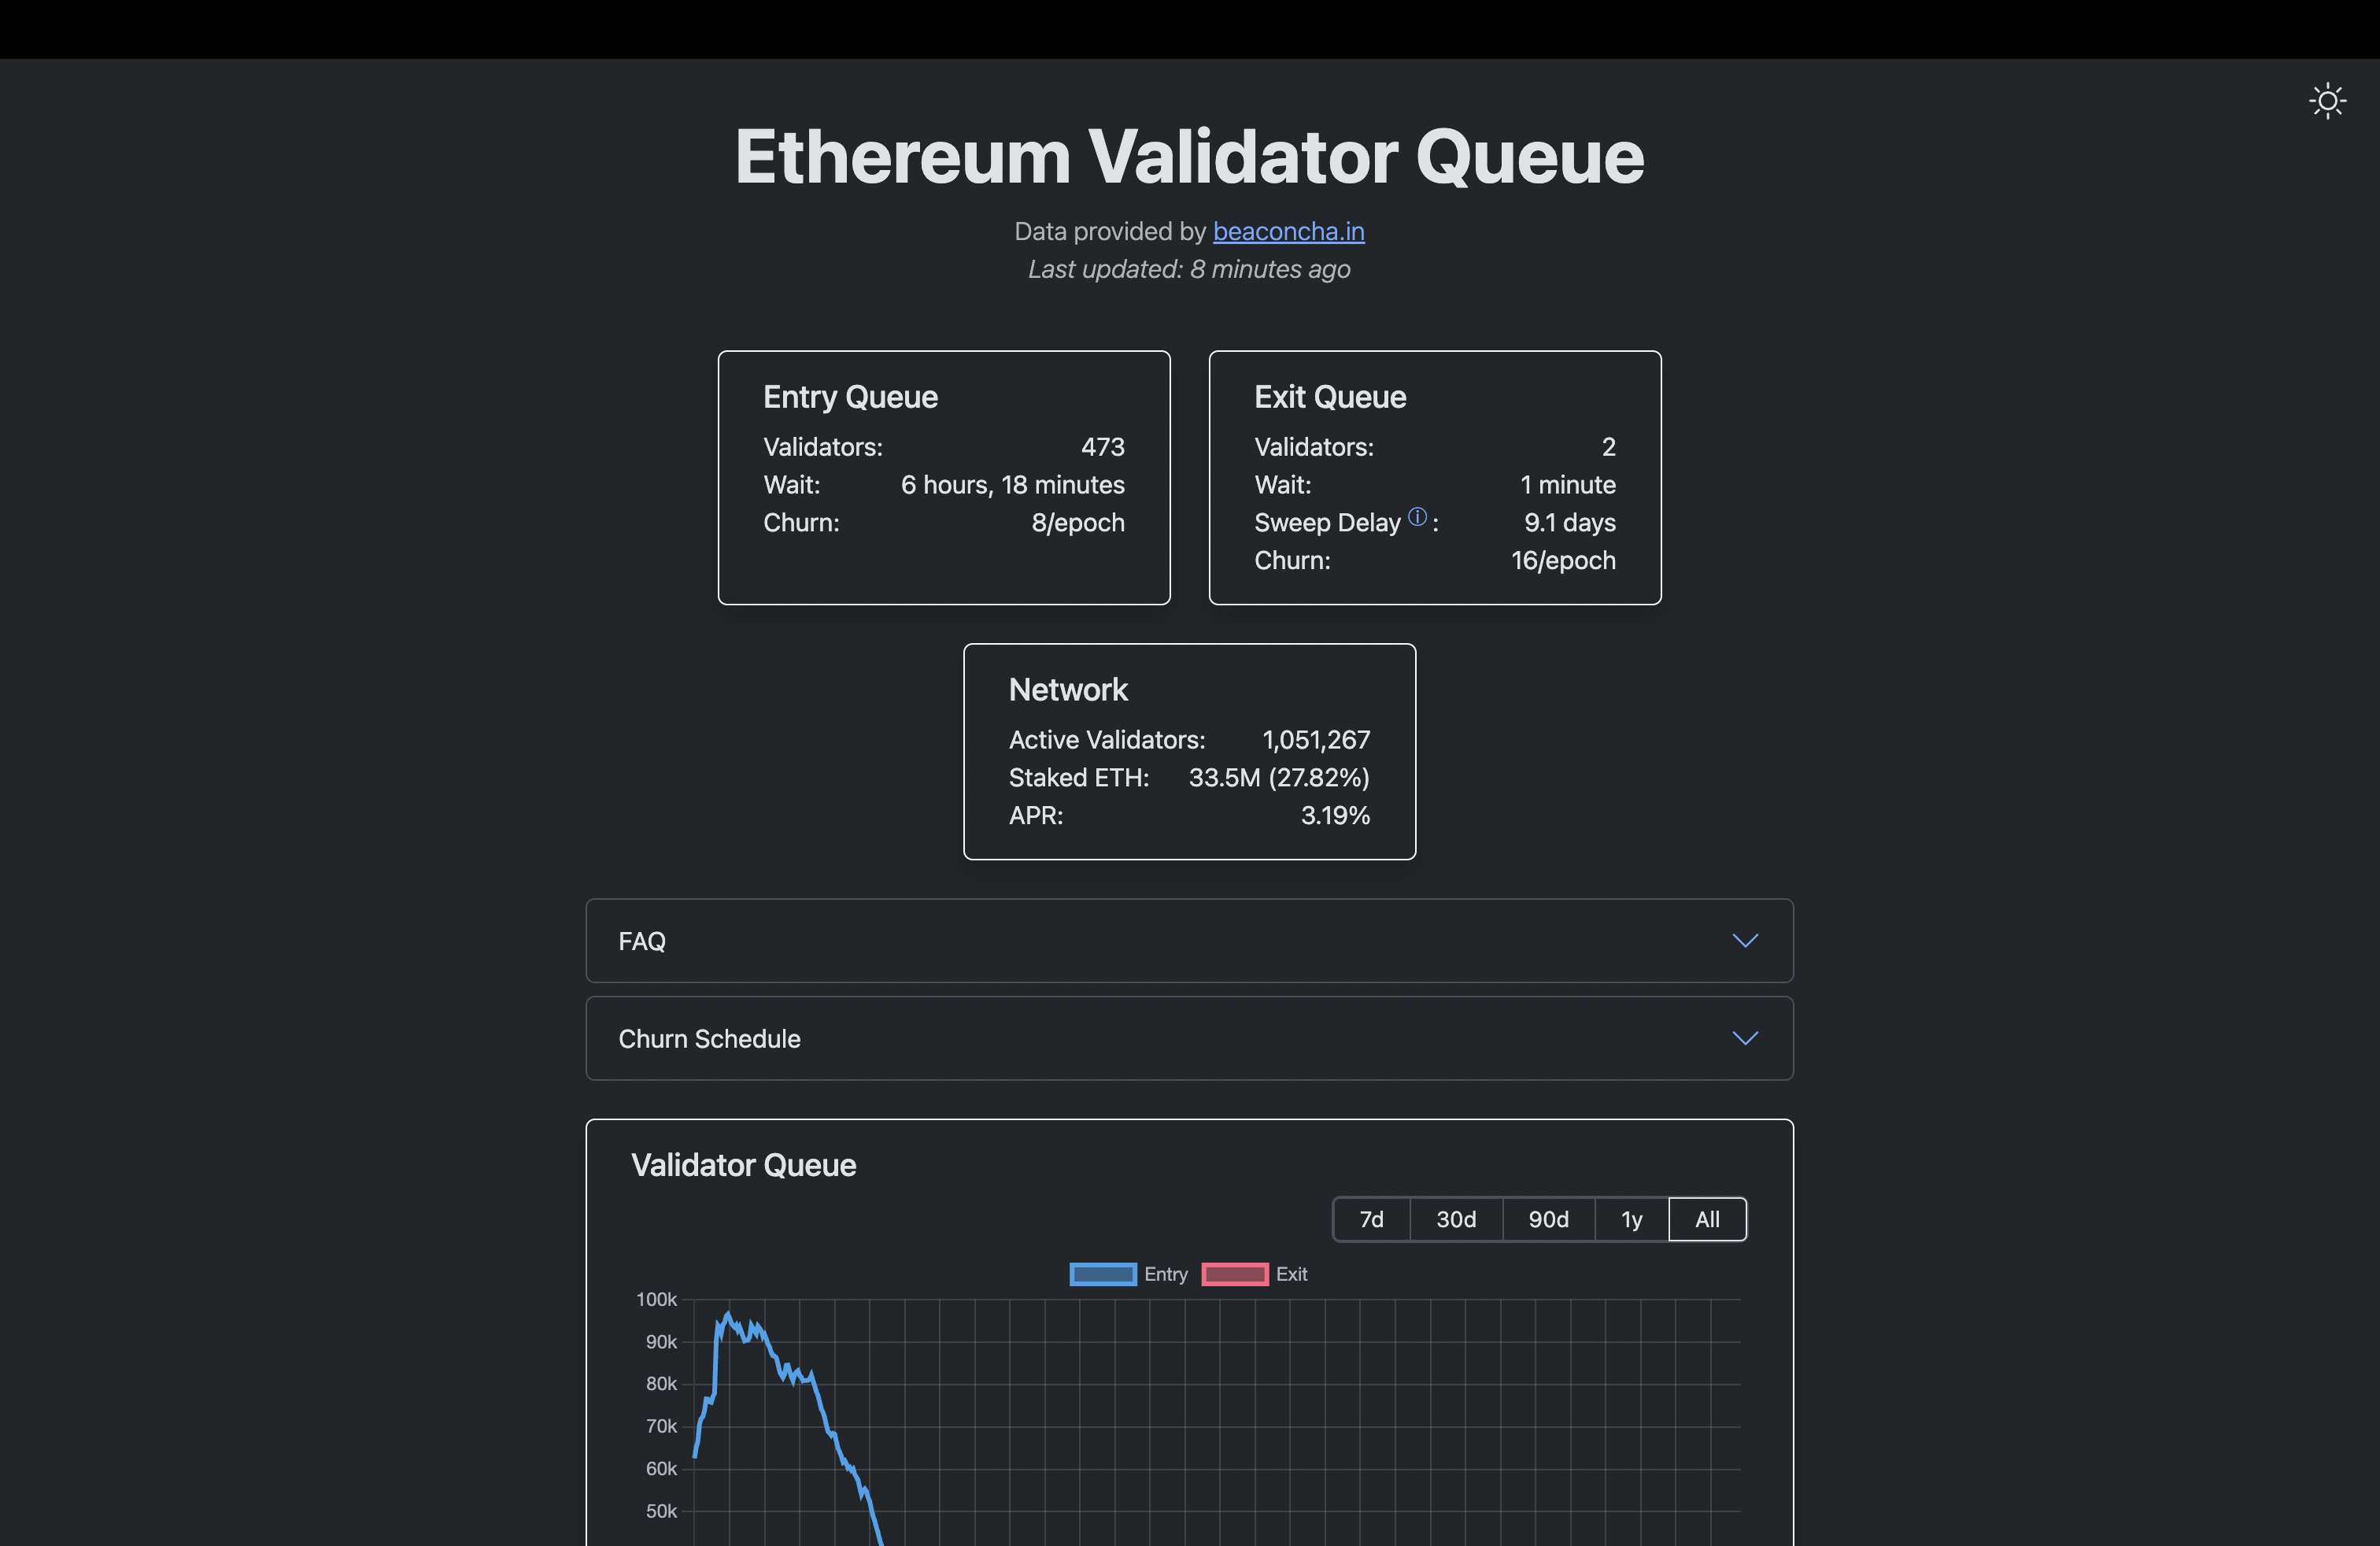 Ethereum Validator Queue
Data provided by beaconcha.in
Last updated: 8 minutes ago
Entry Queue
Validators: 473
Wait: 6 hours, 18 minutes
Churn: 8/epoch
Exit Queue
Validators: 2
Wait: 1 minute
Sweep Delay ⓘ : 9.1 days
Churn: 16/epoch
Network
Active Validators: 1,051,267
Staked ETH: 33.5M (27.82%)
APR: 3.19%
FAQ
Churn Schedule
Validator Queue
7d 30d 90d 1y All
Entry Exit
100k
90k
80k
70k
60k
50k